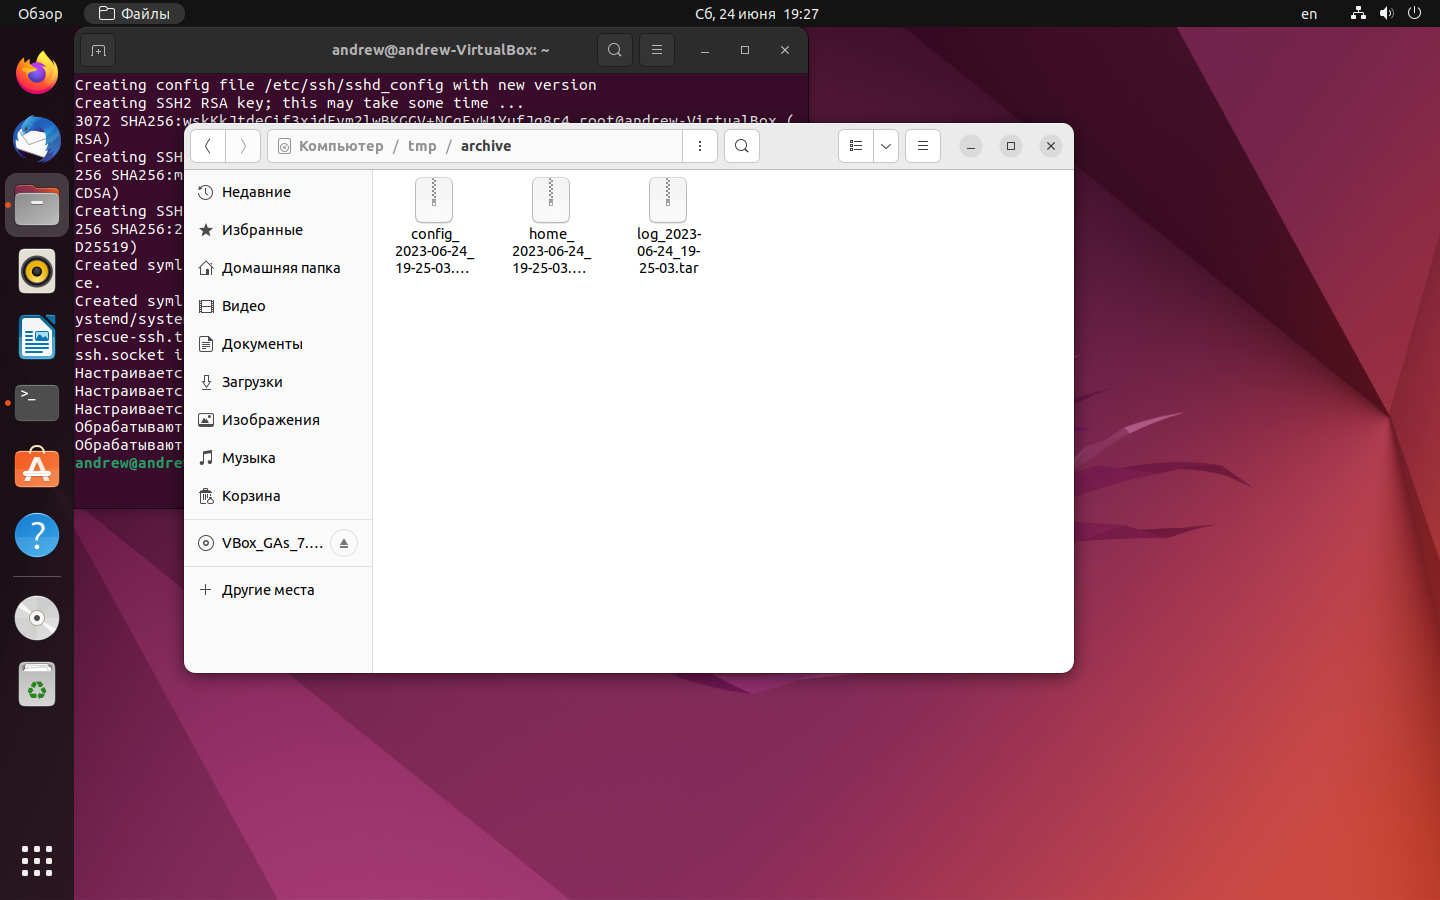 Обзор
Файлы
Сб, 24 июня 19:27
en
andrew@andrew-VirtualBox: ~
Creating config file /etc/ssh/sshd_config with new version
Creating SSH2 RSA key; this may take some time ...
3072 SHA256:
root@andrew-VirtualBox (
RSA)
Creating SSH
256 SHA256:m
CDSA)
Creating SSH
256 SHA256:2
D25519)
Created syml
ce.
Created syml
ystemd/syste
rescue-ssh.t
ssh.socket i
Настраиваетс
Настраиваетс
Настраиваетс
Обрабатывают
Обрабатывают
andrew@andre
Компьютер / tmp / archive
Недавние
Избранные
Домашняя папка
Видео
Документы
Загрузки
Изображения
Музыка
Корзина
VBox_GAs_7.…
Другие места
config_
2023-06-24_
19-25-03.…
home_
2023-06-24_
19-25-03.…
log_2023-
06-24_19-
25-03.tar